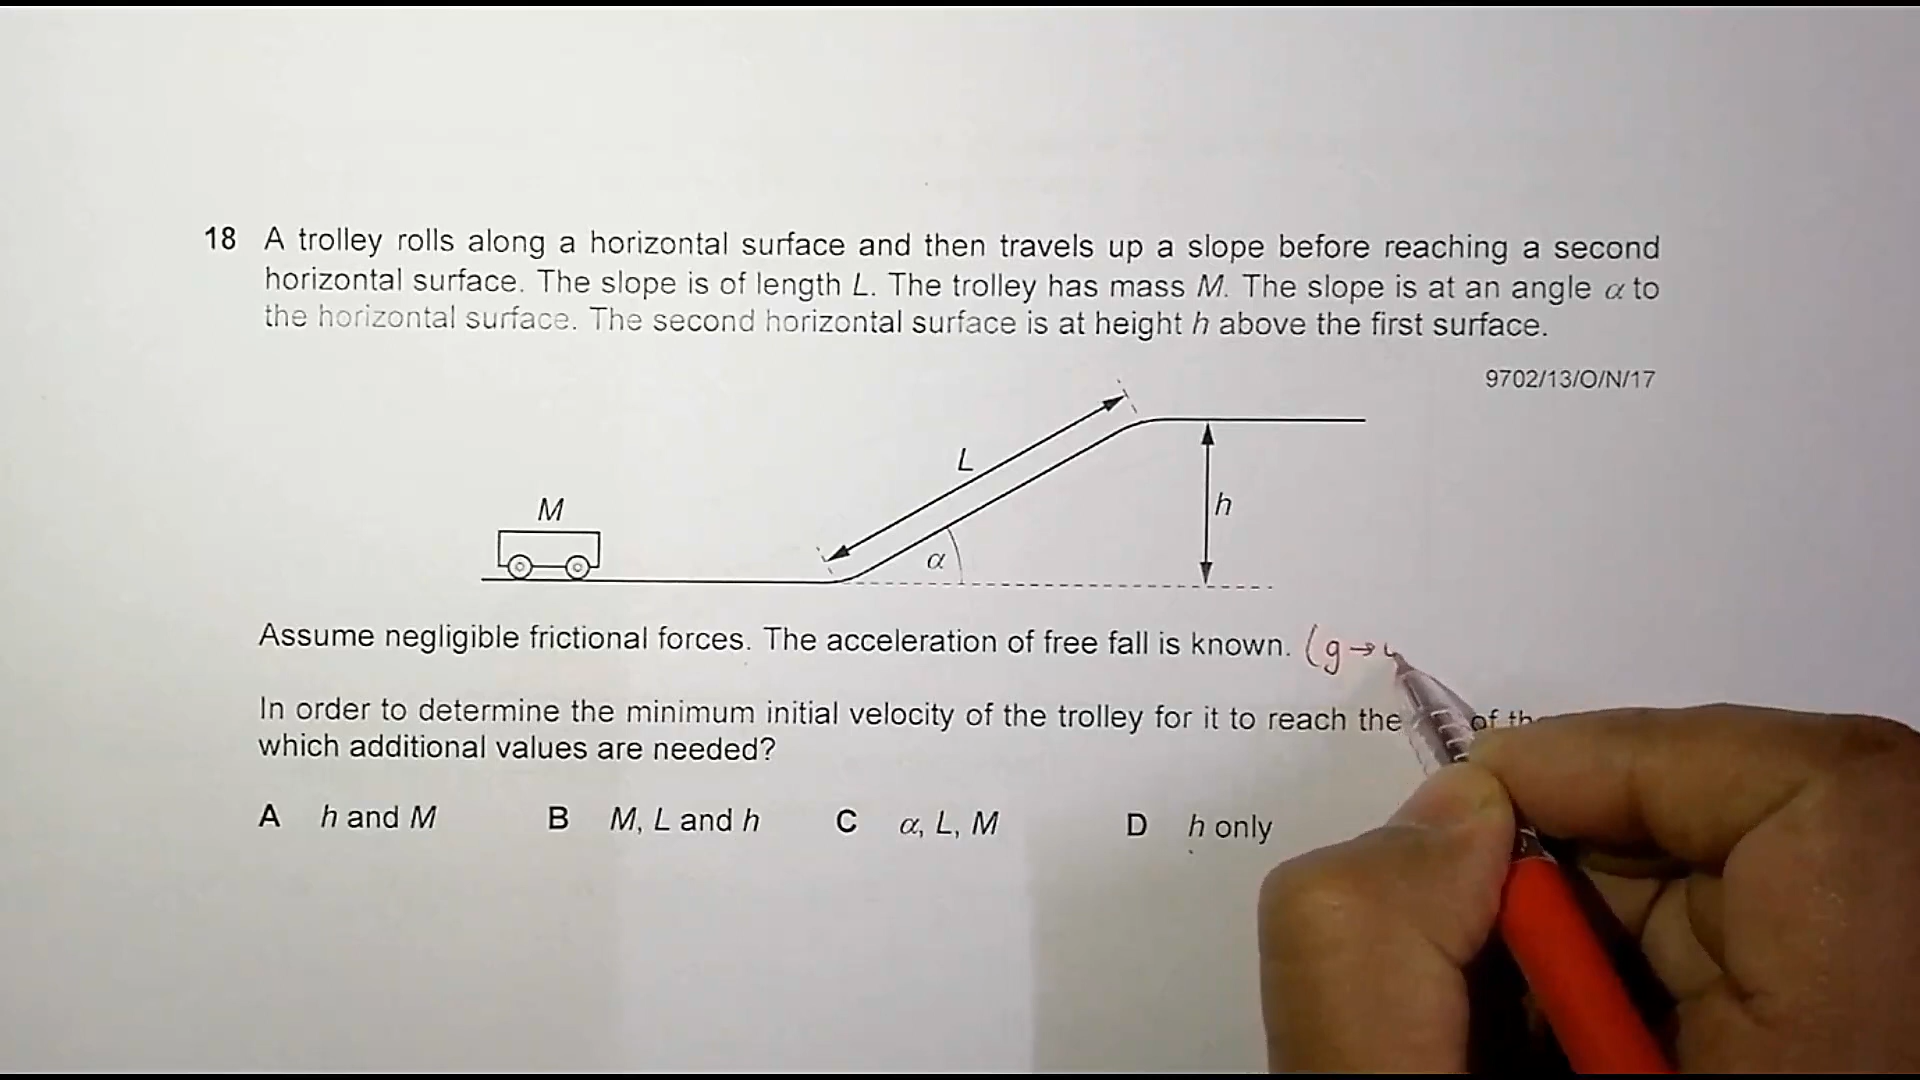 18 A trolley rolls along a horizontal surface and then travels up a slope before reaching a second
horizontal surface. The slope is of length L. The trolley has mass M. The slope is at an angle α to
the horizontal surface. The second horizontal surface is at height h above the first surface.
9702/13/O/N/17
L
M
h
α
Assume negligible frictional forces. The acceleration of free fall is known. (g →
In order to determine the minimum initial velocity of the trolley for it to reach the of
which additional values are needed?
A h and M B M, L and h C α, L, M D h only